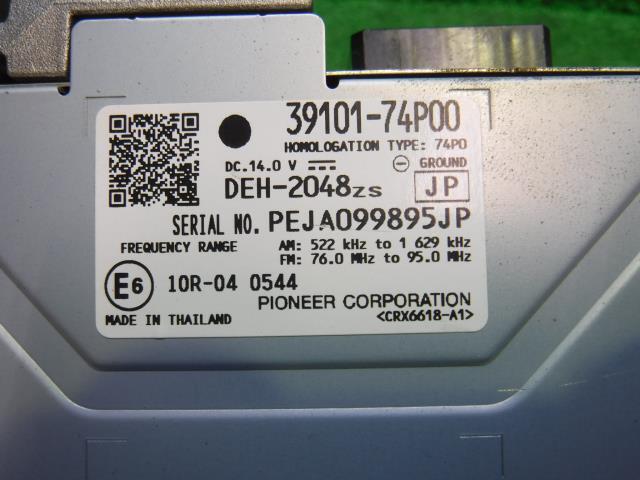 39101-74P00
HOMOLOGATION TYPE: 74P0
DC.14.0 V ⊖ GROUND
DEH-2048ZS JP
SERIAL NO. PEJA099895JP
FREQUENCY RANGE AM: 522 kHz to 1 629 kHz
FM: 76.0 MHz to 95.0 MHz
E6 10R-04 0544
PIONEER CORPORATION
MADE IN THAILAND <CRX6618-A1>